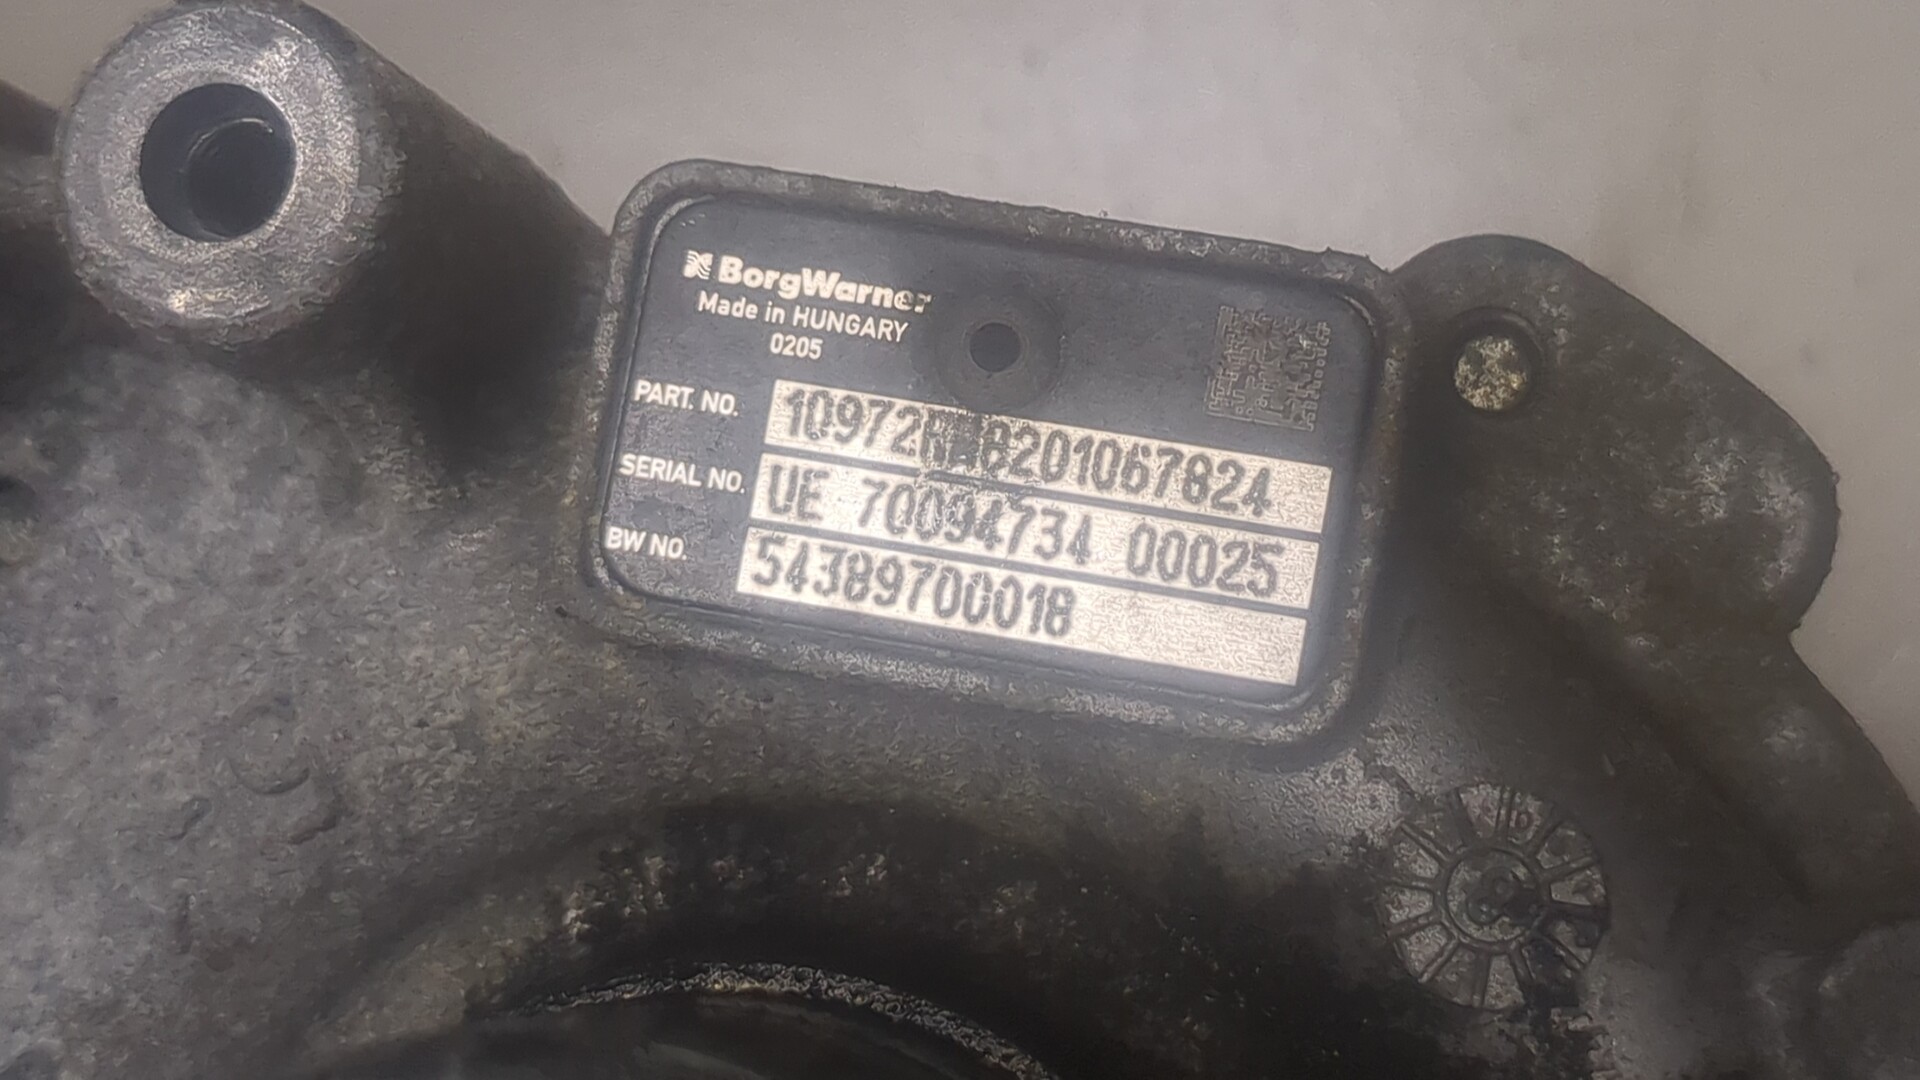 BorgWarner
Made in HUNGARY
0205
PART. NO.
SERIAL NO. UE 70094734 00025
BW NO. 54389700018